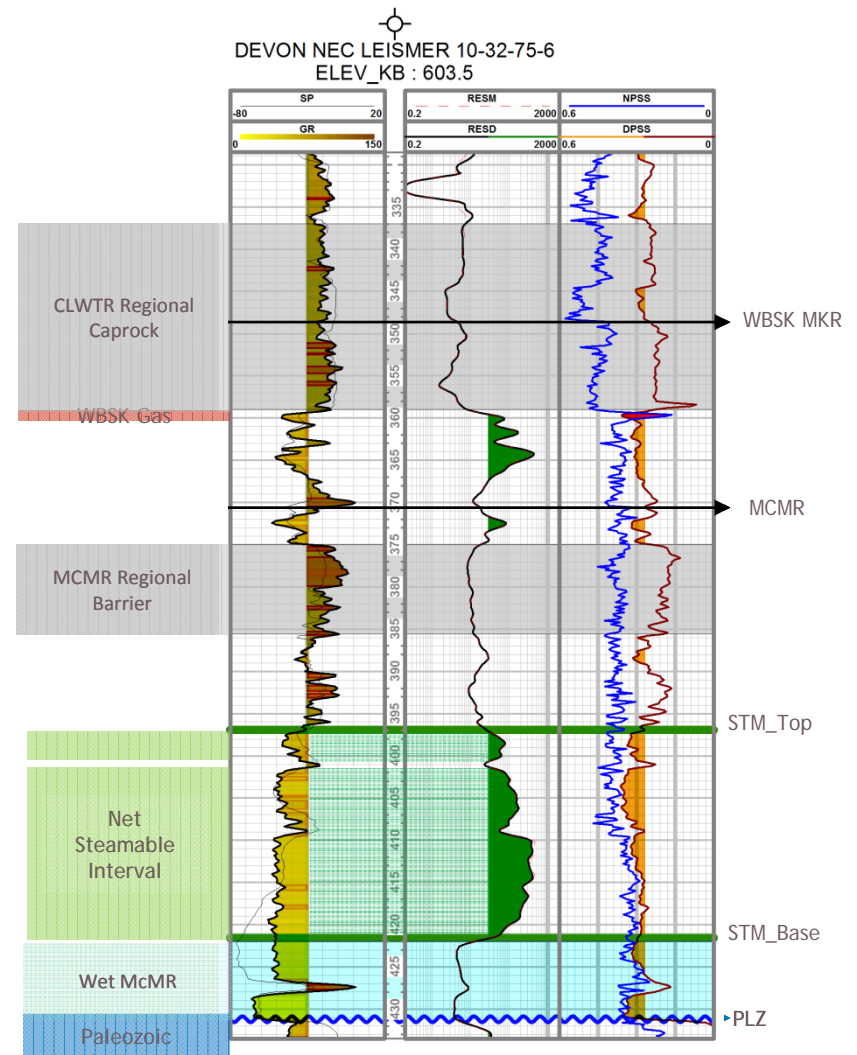 DEVON NEC LEISMER 10-32-75-6
ELEV_KB : 603.5
SP
-80 20
GR
0 150
RESM
0.2 2000
RESD
0.2 2000
NPSS
0.6 0
DPSS
0.6 0
335
340
345
350
355
360
365
370
375
380
385
390
395
400
405
410
415
420
425
430
CLWTR Regional
Caprock
WBSK MKR
WBSK Gas
MCMR
MCMR Regional
Barrier
STM_Top
Net
Steamable
Interval
STM_Base
Wet McMR
PLZ
Paleozoic